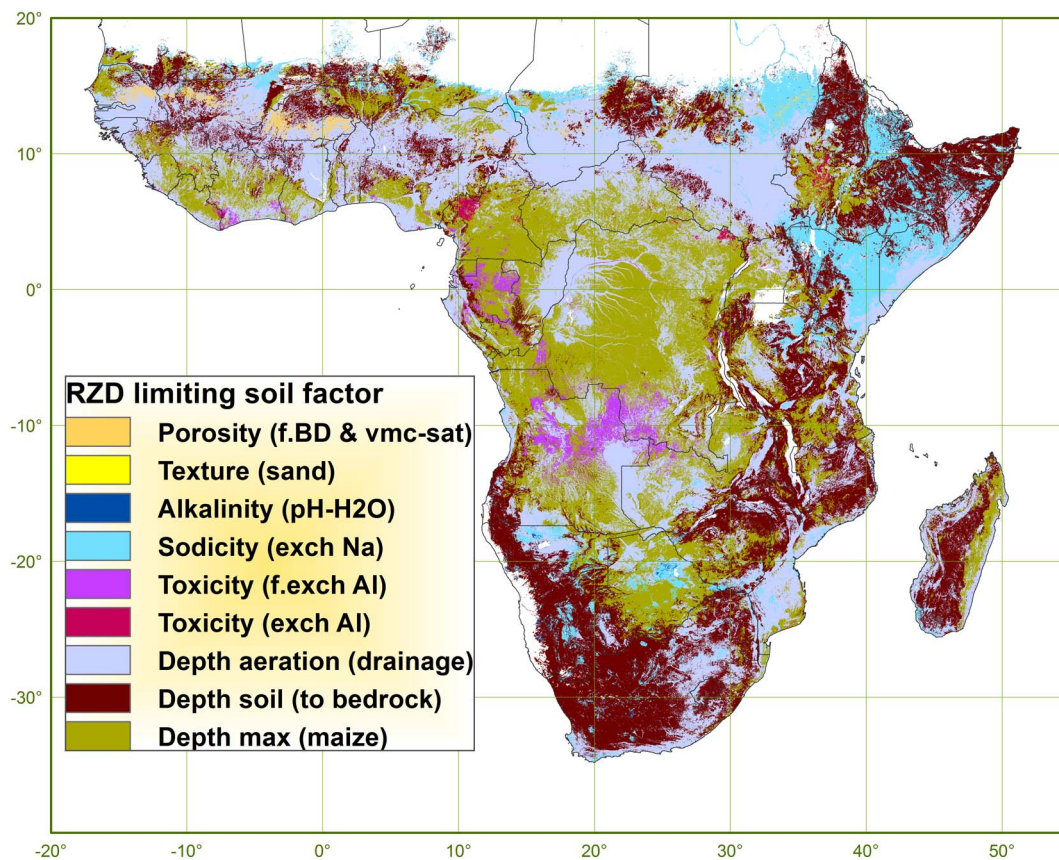 20°
10°
0°
-10°
-20°
-30°
-20°
-10°
0°
10°
20°
30°
40°
50°
RZD limiting soil factor
Porosity (f.BD & vmc-sat)
Texture (sand)
Alkalinity (pH-H2O)
Sodicity (exch Na)
Toxicity (f.exch Al)
Toxicity (exch Al)
Depth aeration (drainage)
Depth soil (to bedrock)
Depth max (maize)